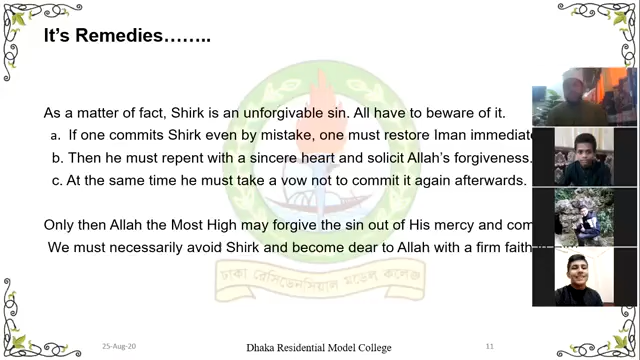 It's Remedies……..
As a matter of fact, Shirk is an unforgivable sin. All have to beware of it.
a. If one commits Shirk even by mistake, one must restore Iman immediate
b. Then he must repent with a sincere heart and solicit Allah's forgiveness.
c. At the same time he must take a vow not to commit it again afterwards.
Only then Allah the Most High may forgive the sin out of His mercy and com
We must necessarily avoid Shirk and become dear to Allah with a firm faith
ঢাকা রেসিডেনসিয়াল মডেল কলেজ
25-Aug-20
Dhaka Residential Model College
11